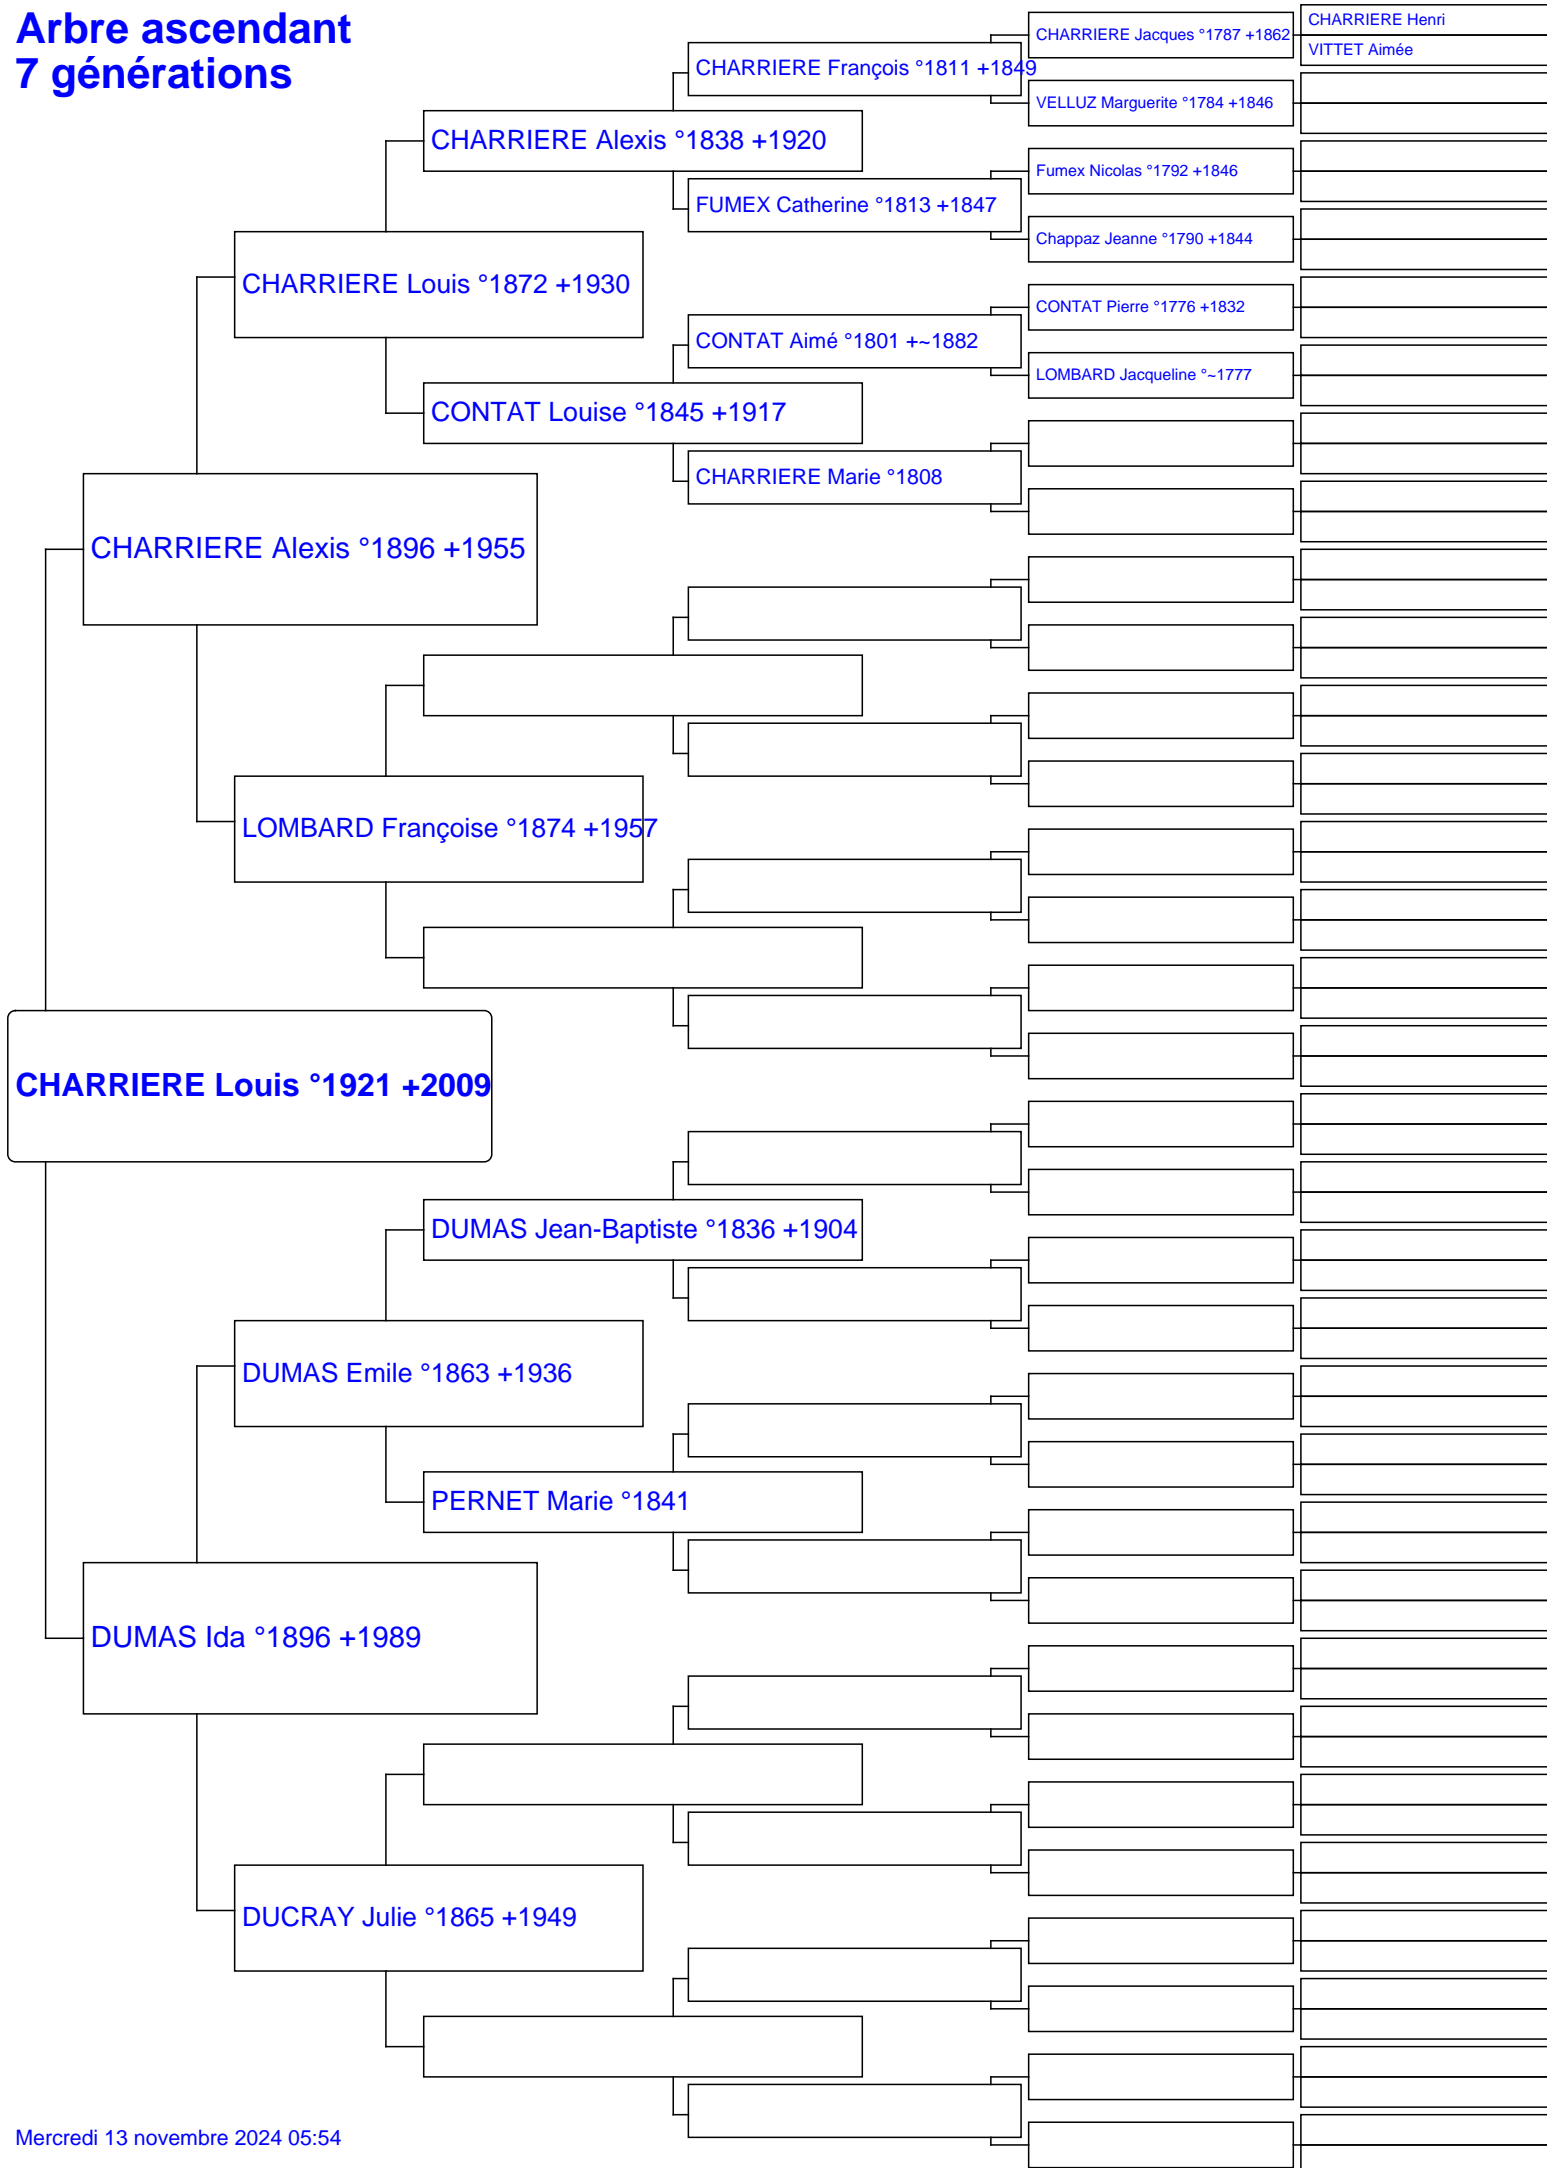 Arbre ascendant
7 générations
CHARRIERE Henri
VITTET Aimée
CHARRIERE Jacques °1787 +1862
CHARRIERE François °1811 +1849
VELLUZ Marguerite °1784 +1846
CHARRIERE Alexis °1838 +1920
Fumex Nicolas °1792 +1846
FUMEX Catherine °1813 +1847
Chappaz Jeanne °1790 +1844
CHARRIERE Louis °1872 +1930
CONTAT Pierre °1776 +1832
CONTAT Aimé °1801 +~1882
LOMBARD Jacqueline °~1777
CONTAT Louise °1845 +1917
CHARRIERE Marie °1808
CHARRIERE Alexis °1896 +1955
LOMBARD Françoise °1874 +1957
CHARRIERE Louis °1921 +2009
DUMAS Jean-Baptiste °1836 +1904
DUMAS Emile °1863 +1936
PERNET Marie °1841
DUMAS Ida °1896 +1989
DUCRAY Julie °1865 +1949
Mercredi 13 novembre 2024 05:54